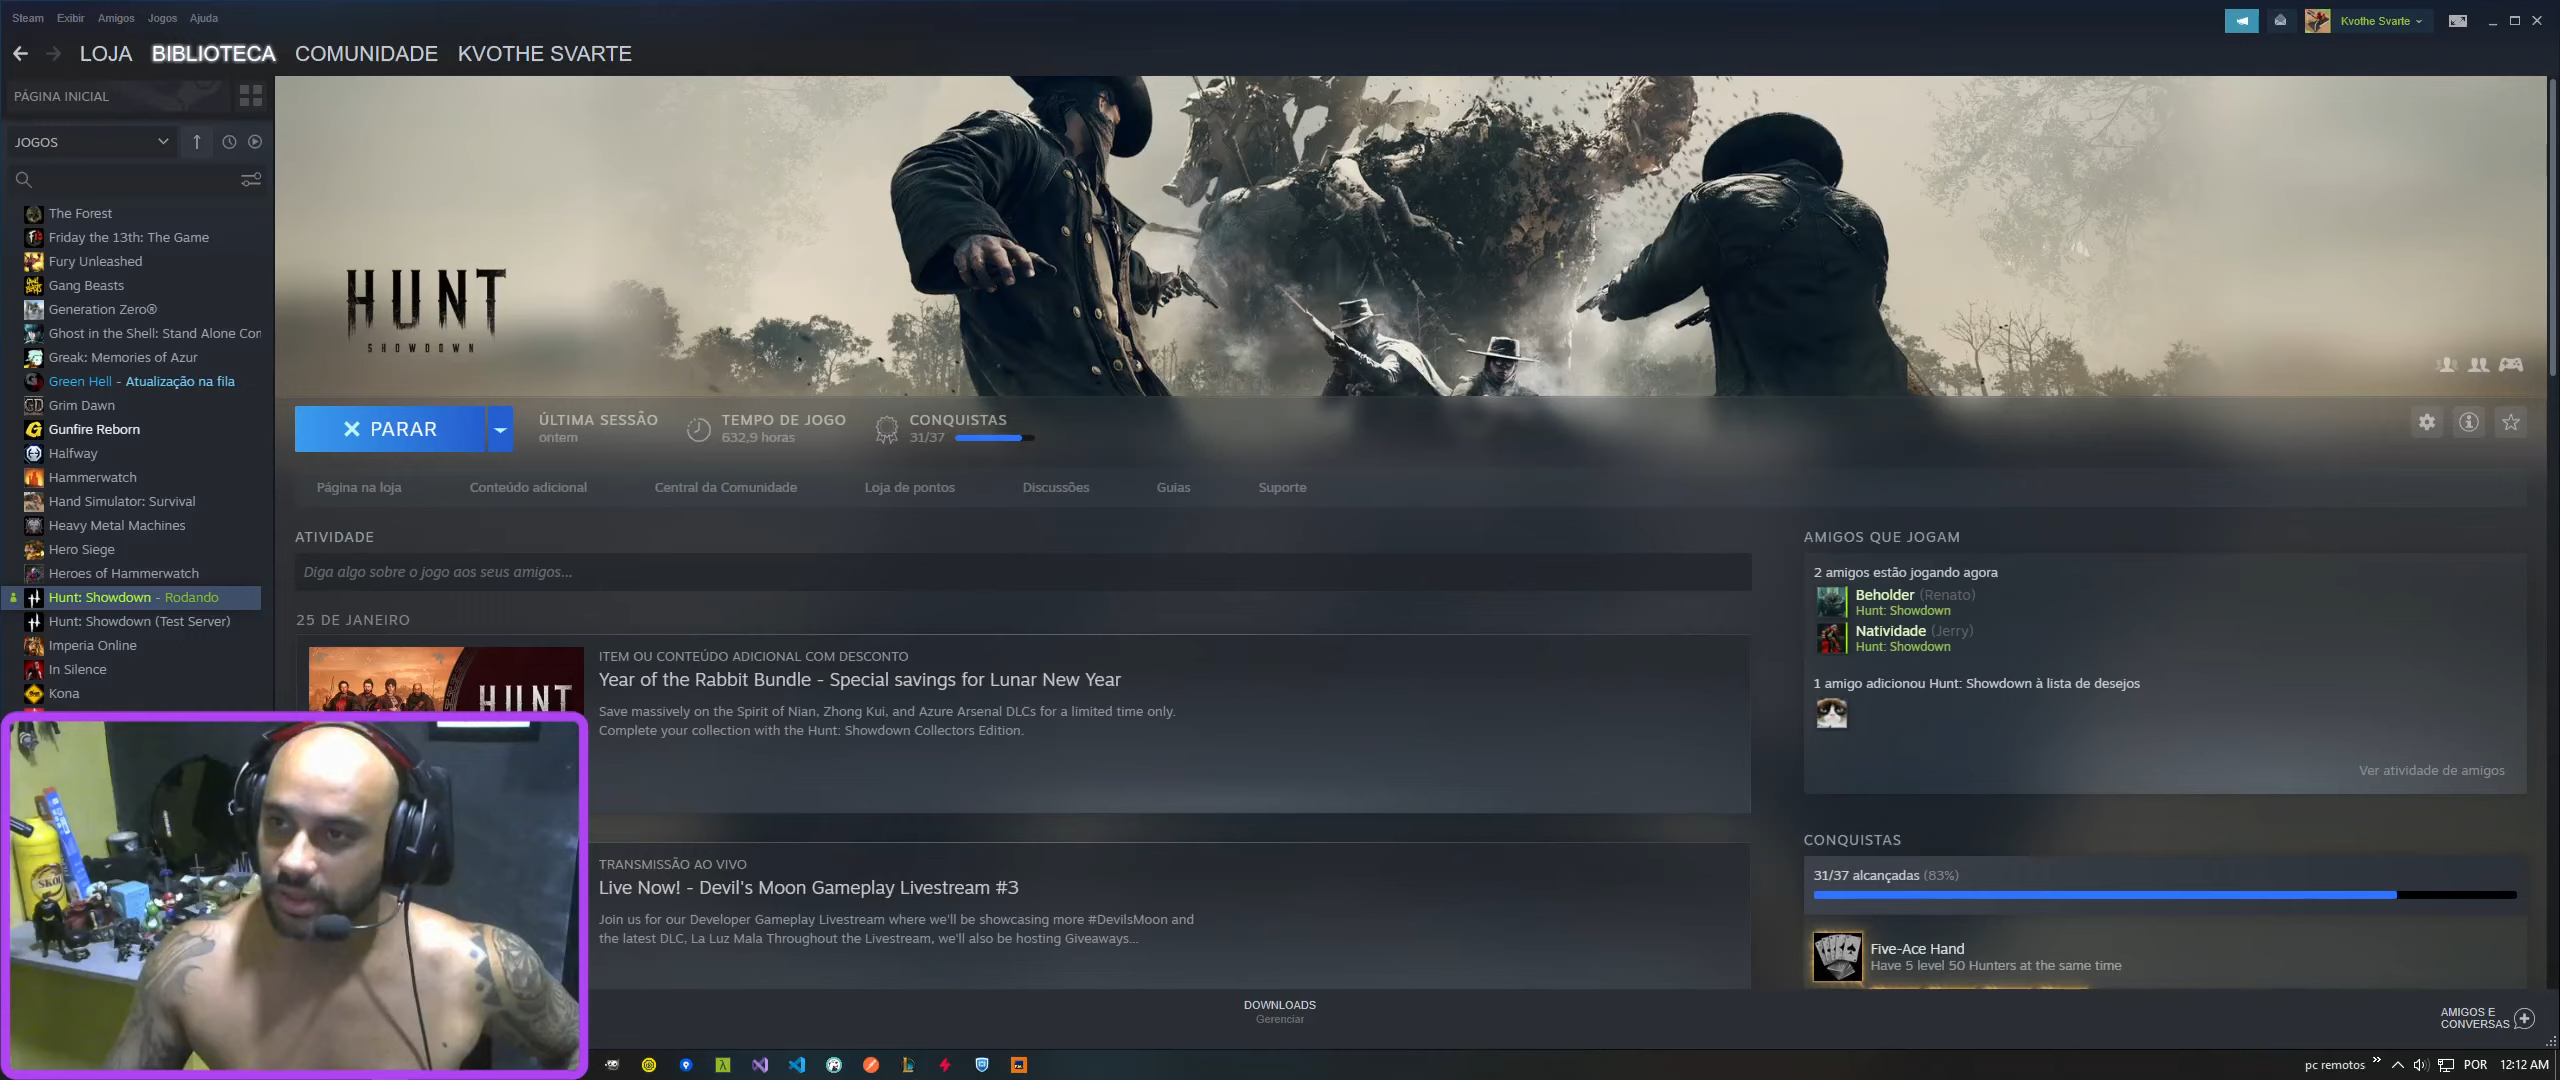 Steam Exibir Amigos Jogos Ajuda
Kvothe Svarte
LOJA BIBLIOTECA COMUNIDADE KVOTHE SVARTE
PÁGINA INICIAL
JOGOS
The Forest
Friday the 13th: The Game
Fury Unleashed
Gang Beasts
Generation Zero®
Ghost in the Shell: Stand Alone Con
Greak: Memories of Azur
Green Hell - Atualização na fila
Grim Dawn
Gunfire Reborn
Halfway
Hammerwatch
Hand Simulator: Survival
Heavy Metal Machines
Hero Siege
Heroes of Hammerwatch
Hunt: Showdown - Rodando
Hunt: Showdown (Test Server)
Imperia Online
In Silence
Kona
HUNT
SHOWDOWN
PARAR
ÚLTIMA SESSÃO
ontem
TEMPO DE JOGO
632,9 horas
CONQUISTAS
31/37
Página na loja Conteúdo adicional Central da Comunidade Loja de pontos Discussões Guias Suporte
ATIVIDADE
Diga algo sobre o jogo aos seus amigos...
25 DE JANEIRO
HUNT
ITEM OU CONTEÚDO ADICIONAL COM DESCONTO
Year of the Rabbit Bundle - Special savings for Lunar New Year
Save massively on the Spirit of Nian, Zhong Kui, and Azure Arsenal DLCs for a limited time only.
Complete your collection with the Hunt: Showdown Collectors Edition.
TRANSMISSÃO AO VIVO
Live Now! - Devil's Moon Gameplay Livestream #3
Join us for our Developer Gameplay Livestream where we'll be showcasing more #DevilsMoon and
the latest DLC, La Luz Mala Throughout the Livestream, we'll also be hosting Giveaways...
AMIGOS QUE JOGAM
2 amigos estão jogando agora
Beholder (Renato)
Hunt: Showdown
Natividade (Jerry)
Hunt: Showdown
1 amigo adicionou Hunt: Showdown à lista de desejos
Ver atividade de amigos
CONQUISTAS
31/37 alcançadas (83%)
Five-Ace Hand
Have 5 level 50 Hunters at the same time
SKOL
DOWNLOADS
Gerenciar
AMIGOS E
CONVERSAS
pc remotos POR 12:12 AM